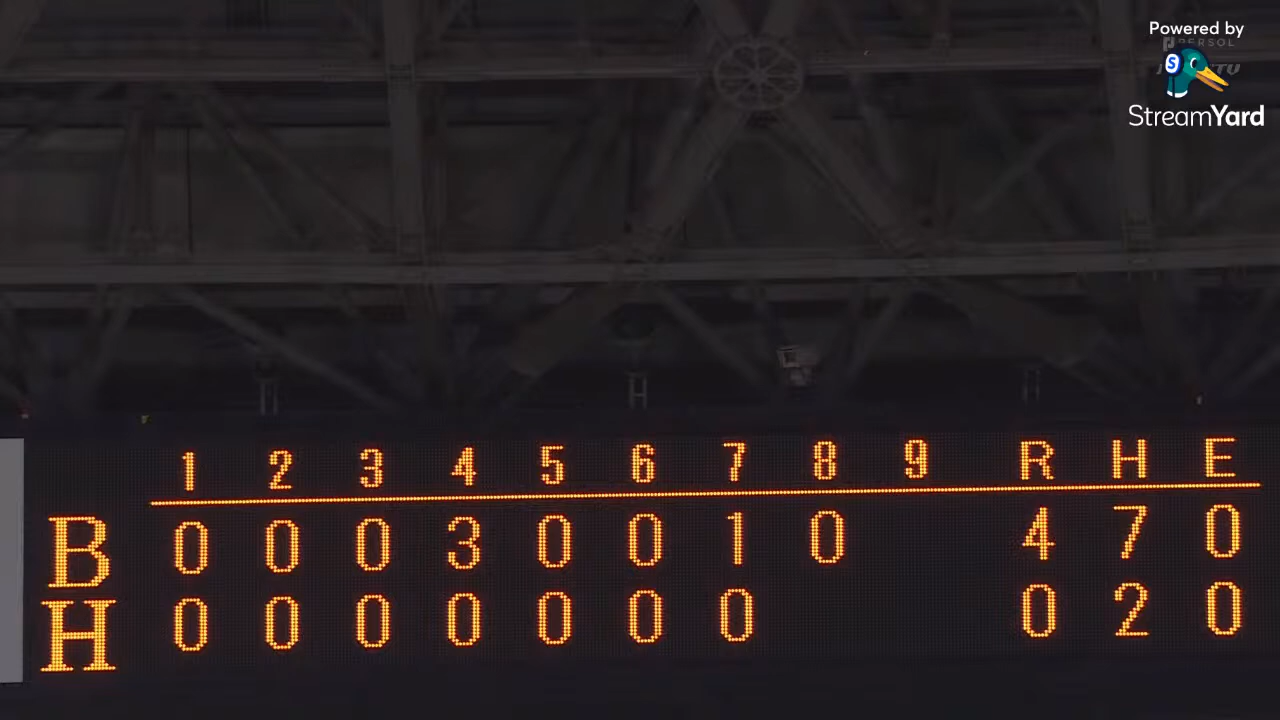 Powered by
PERSOL
StreamYard
1 2 3 4 5 6 7 8 9 R H E
B 0 0 0 3 0 0 1 0 4 7 0
H 0 0 0 0 0 0 0 0 2 0